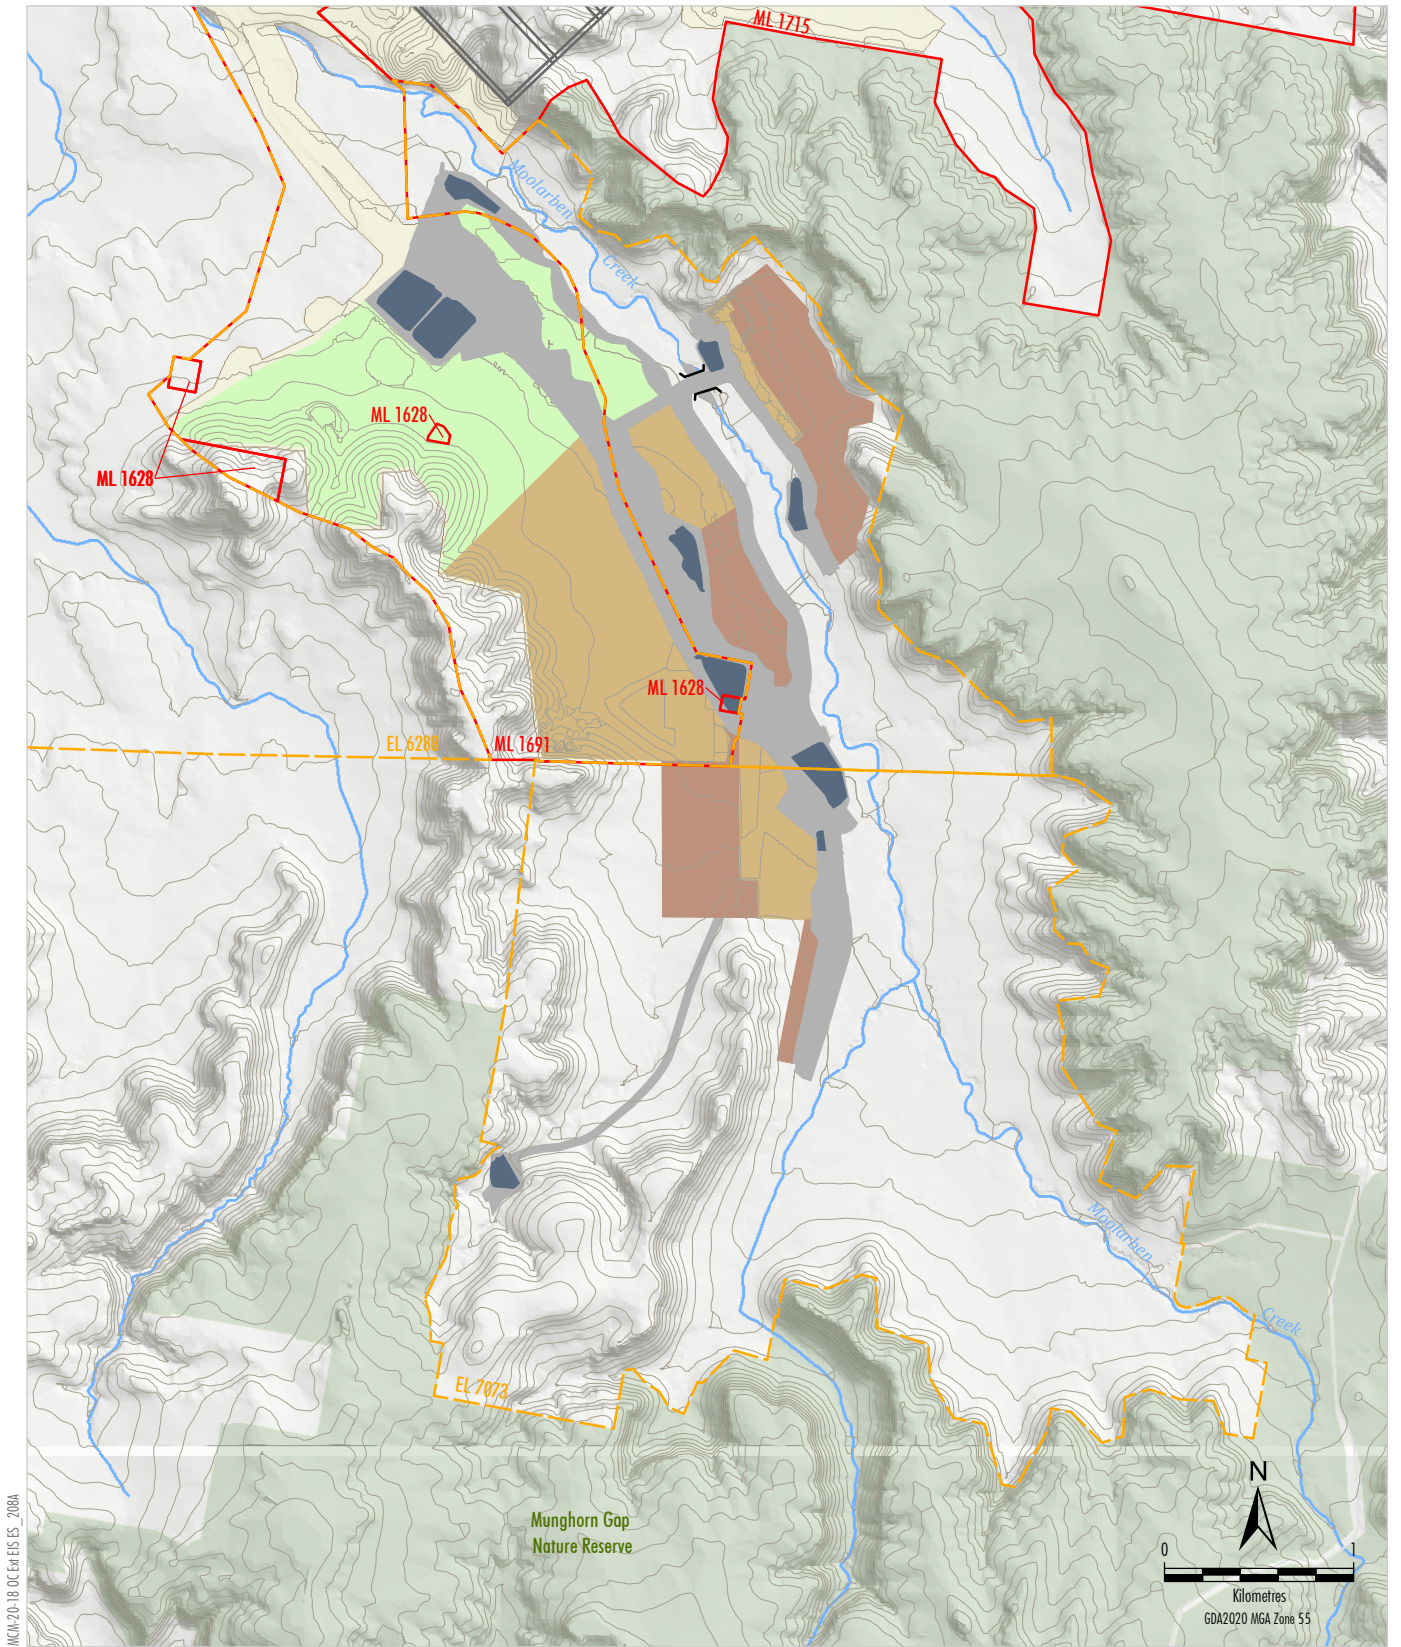 ML 1715
Moolarben
Creek
ML 1628
ML 1628
ML 1628
EL 6288
ML 1691
Moolarben
Creek
EL 7073
Munghorn Gap
Nature Reserve
N
0 1
Kilometres
GDA2020 MGA Zone 55
MCM-20-18 OC Ext EIS ES_208A